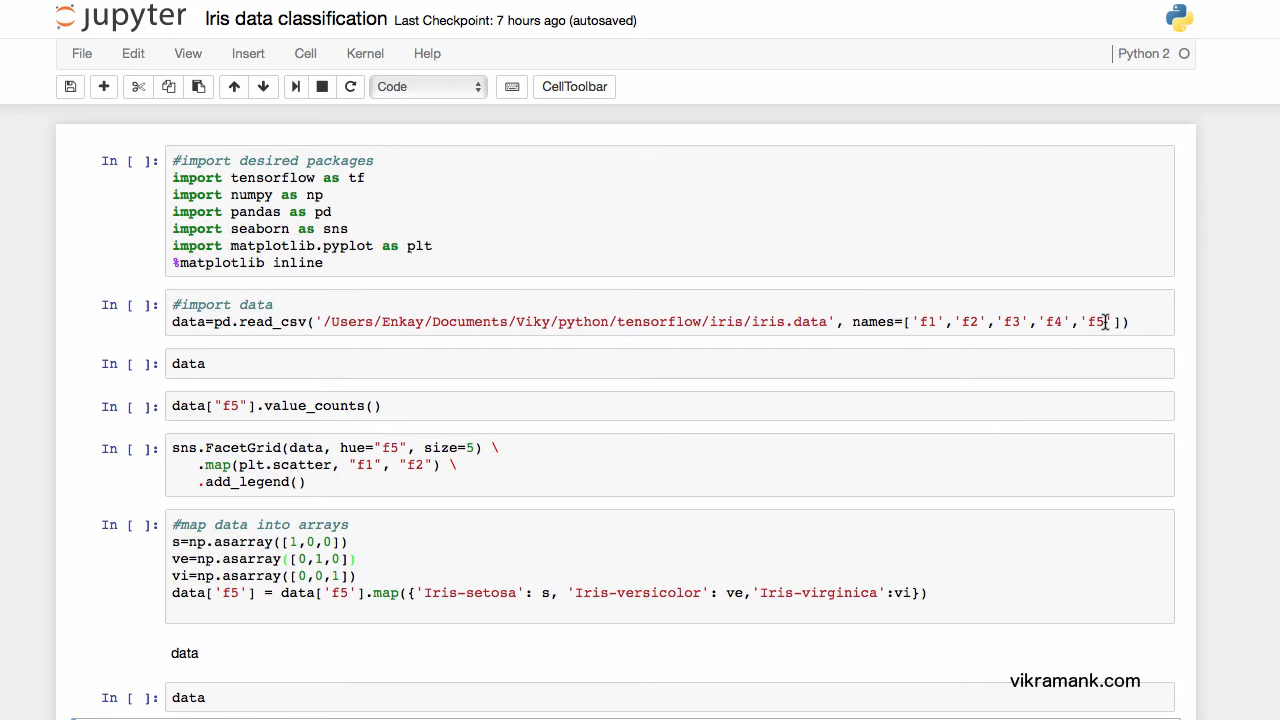 jupyter Iris data classification Last Checkpoint: 7 hours ago (autosaved)
File Edit View Insert Cell Kernel Help Python 2
Code CellToolbar
In [ ]: #import desired packages
import tensorflow as tf
import numpy as np
import pandas as pd
import seaborn as sns
import matplotlib.pyplot as plt
%matplotlib inline
In [ ]: #import data
data=pd.read_csv('/Users/Enkay/Documents/Viky/python/tensorflow/iris/iris.data', names=['f1','f2','f3','f4','f5'])
In [ ]: data
In [ ]: data["f5"].value_counts()
In [ ]: sns.FacetGrid(data, hue="f5", size=5) \
.map(plt.scatter, "f1", "f2") \
.add_legend()
In [ ]: #map data into arrays
s=np.asarray([1,0,0])
ve=np.asarray([0,1,0])
vi=np.asarray([0,0,1])
data['f5'] = data['f5'].map({'Iris-setosa': s, 'Iris-versicolor': ve,'Iris-virginica':vi})
data
vikramank.com
In [ ]: data